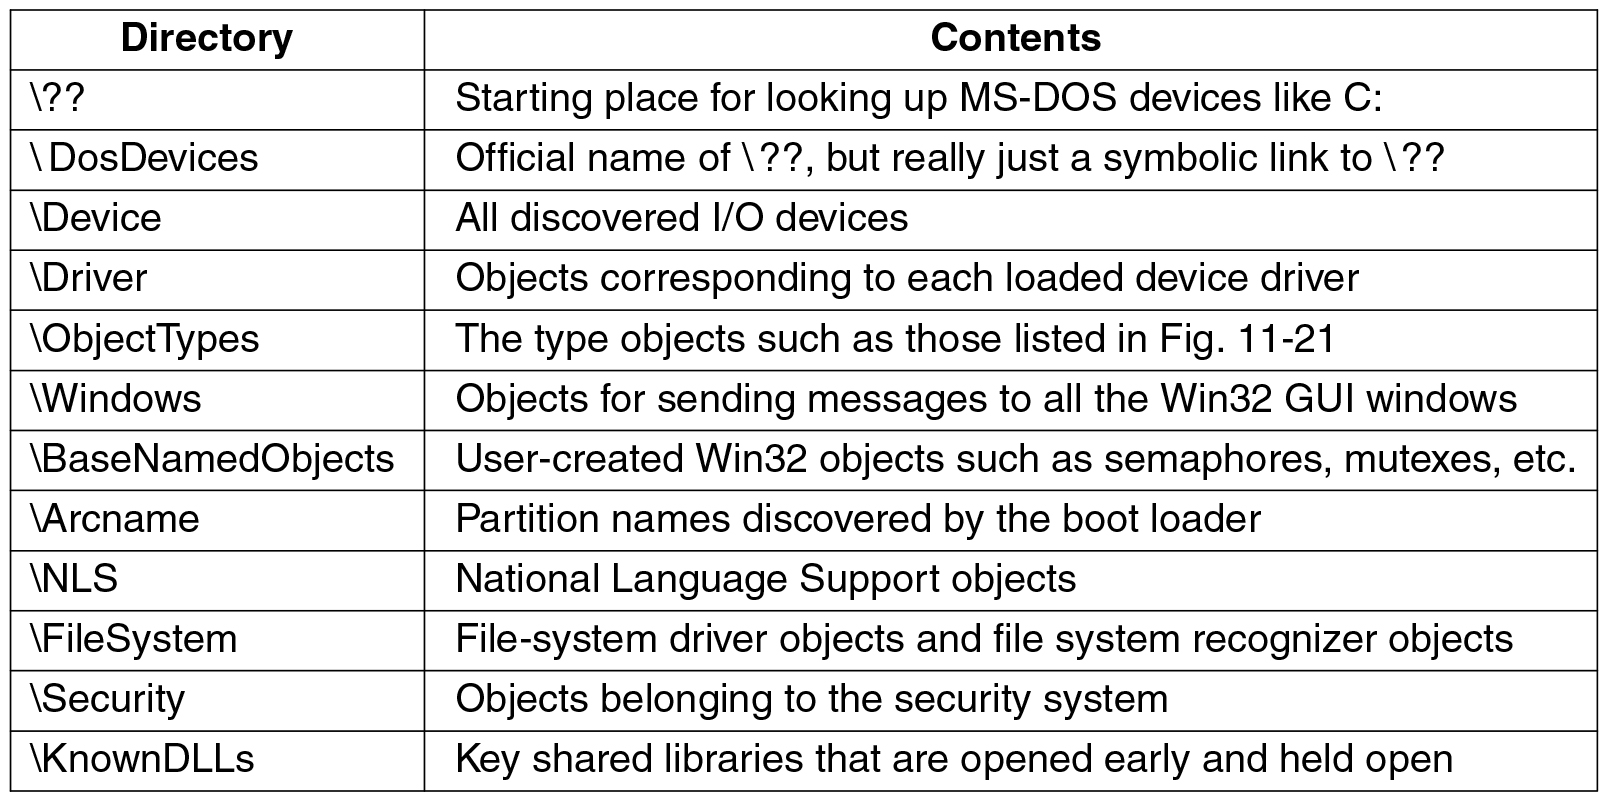 Directory Contents
\?? Starting place for looking up MS-DOS devices like C:
\DosDevices Official name of \??, but really just a symbolic link to \??
\Device All discovered I/O devices
\Driver Objects corresponding to each loaded device driver
\ObjectTypes The type objects such as those listed in Fig. 11-21
\Windows Objects for sending messages to all the Win32 GUI windows
\BaseNamedObjects User-created Win32 objects such as semaphores, mutexes, etc.
\Arcname Partition names discovered by the boot loader
\NLS National Language Support objects
\FileSystem File-system driver objects and file system recognizer objects
\Security Objects belonging to the security system
\KnownDLLs Key shared libraries that are opened early and held open